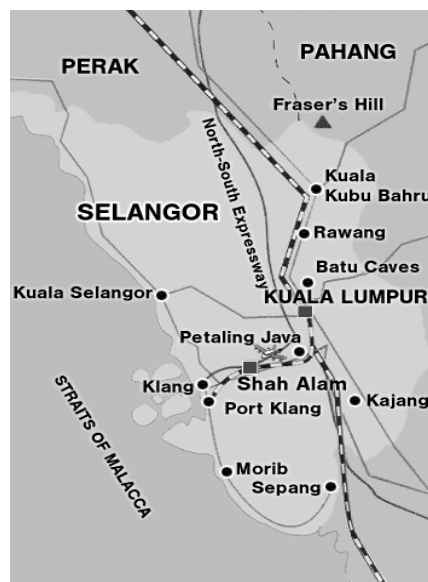 PAHANG
PERAK
Fraser's Hill
North-South Expressway
Kuala
Kubu Bahru
SELANGOR
Rawang
Batu Caves
Kuala Selangor
KUALA LUMPUR
Petaling Java
Klang
Shah Alam
Port Klang
Kajang
STRAITS OF MALACCA
Morib
Sepang